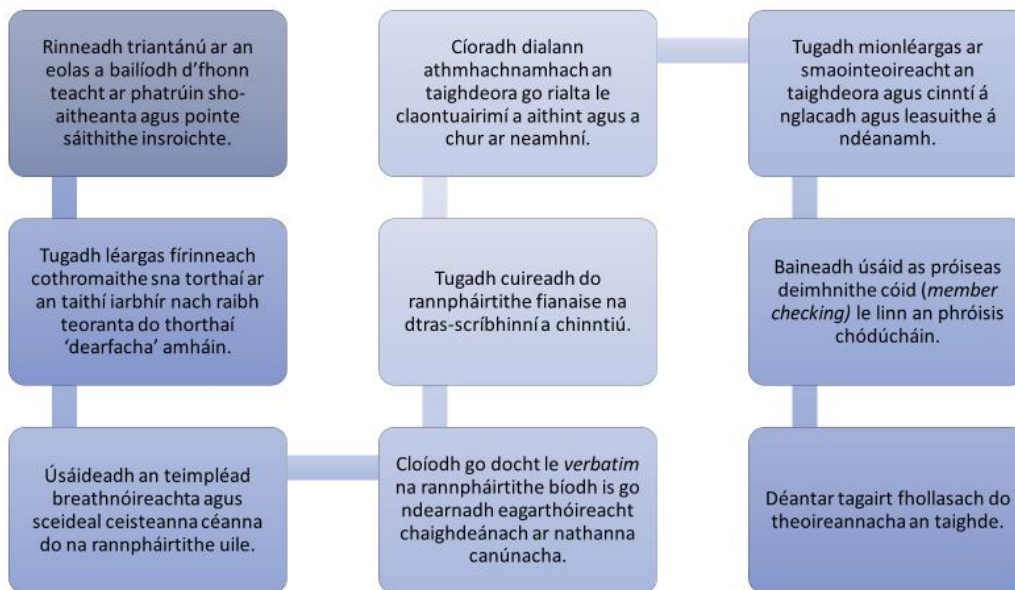 Rinneadh triantánú ar an
eolas a bailíodh d’fhonn
teacht ar phatrúin sho-
aitheanta agus pointe
sáithithe insroichte.
Tugadh léargas fírinneach
cothromaithe sna torthaí ar
an taithí iarbhír nach raibh
teoranta do thorthaí
‘dearfacha’ amháin.
Úsáideadh an teimpléad
breathnóireachta agus
sceideal ceisteanna céanna
do na rannpháirtithe uile.
Cloíodh go docht le verbatim
na rannpháirtithe bíodh is go
ndearnadh eagarthóireacht
chaighdeánach ar nathanna
canúnacha.
Tugadh cuireadh do
rannpháirtithe fianaise na
dtras-scríbhinní a chinntiú.
Cíoradh dialann
athmhachnamhach an
taighdeora go rialta le
claontuairimí a aithint agus a
chur ar neamhní.
Tugadh mionléargas ar
smaointeoireacht an
taighdeora agus cinntí á
nglacadh agus leasuithe á
ndéanamh.
Baineadh úsáid as próiseas
deimhnithe cóid (member
checking) le linn an phróisis
chódúcháin.
Déantar tagairt fhollasach do
theoireannacha an taighde.